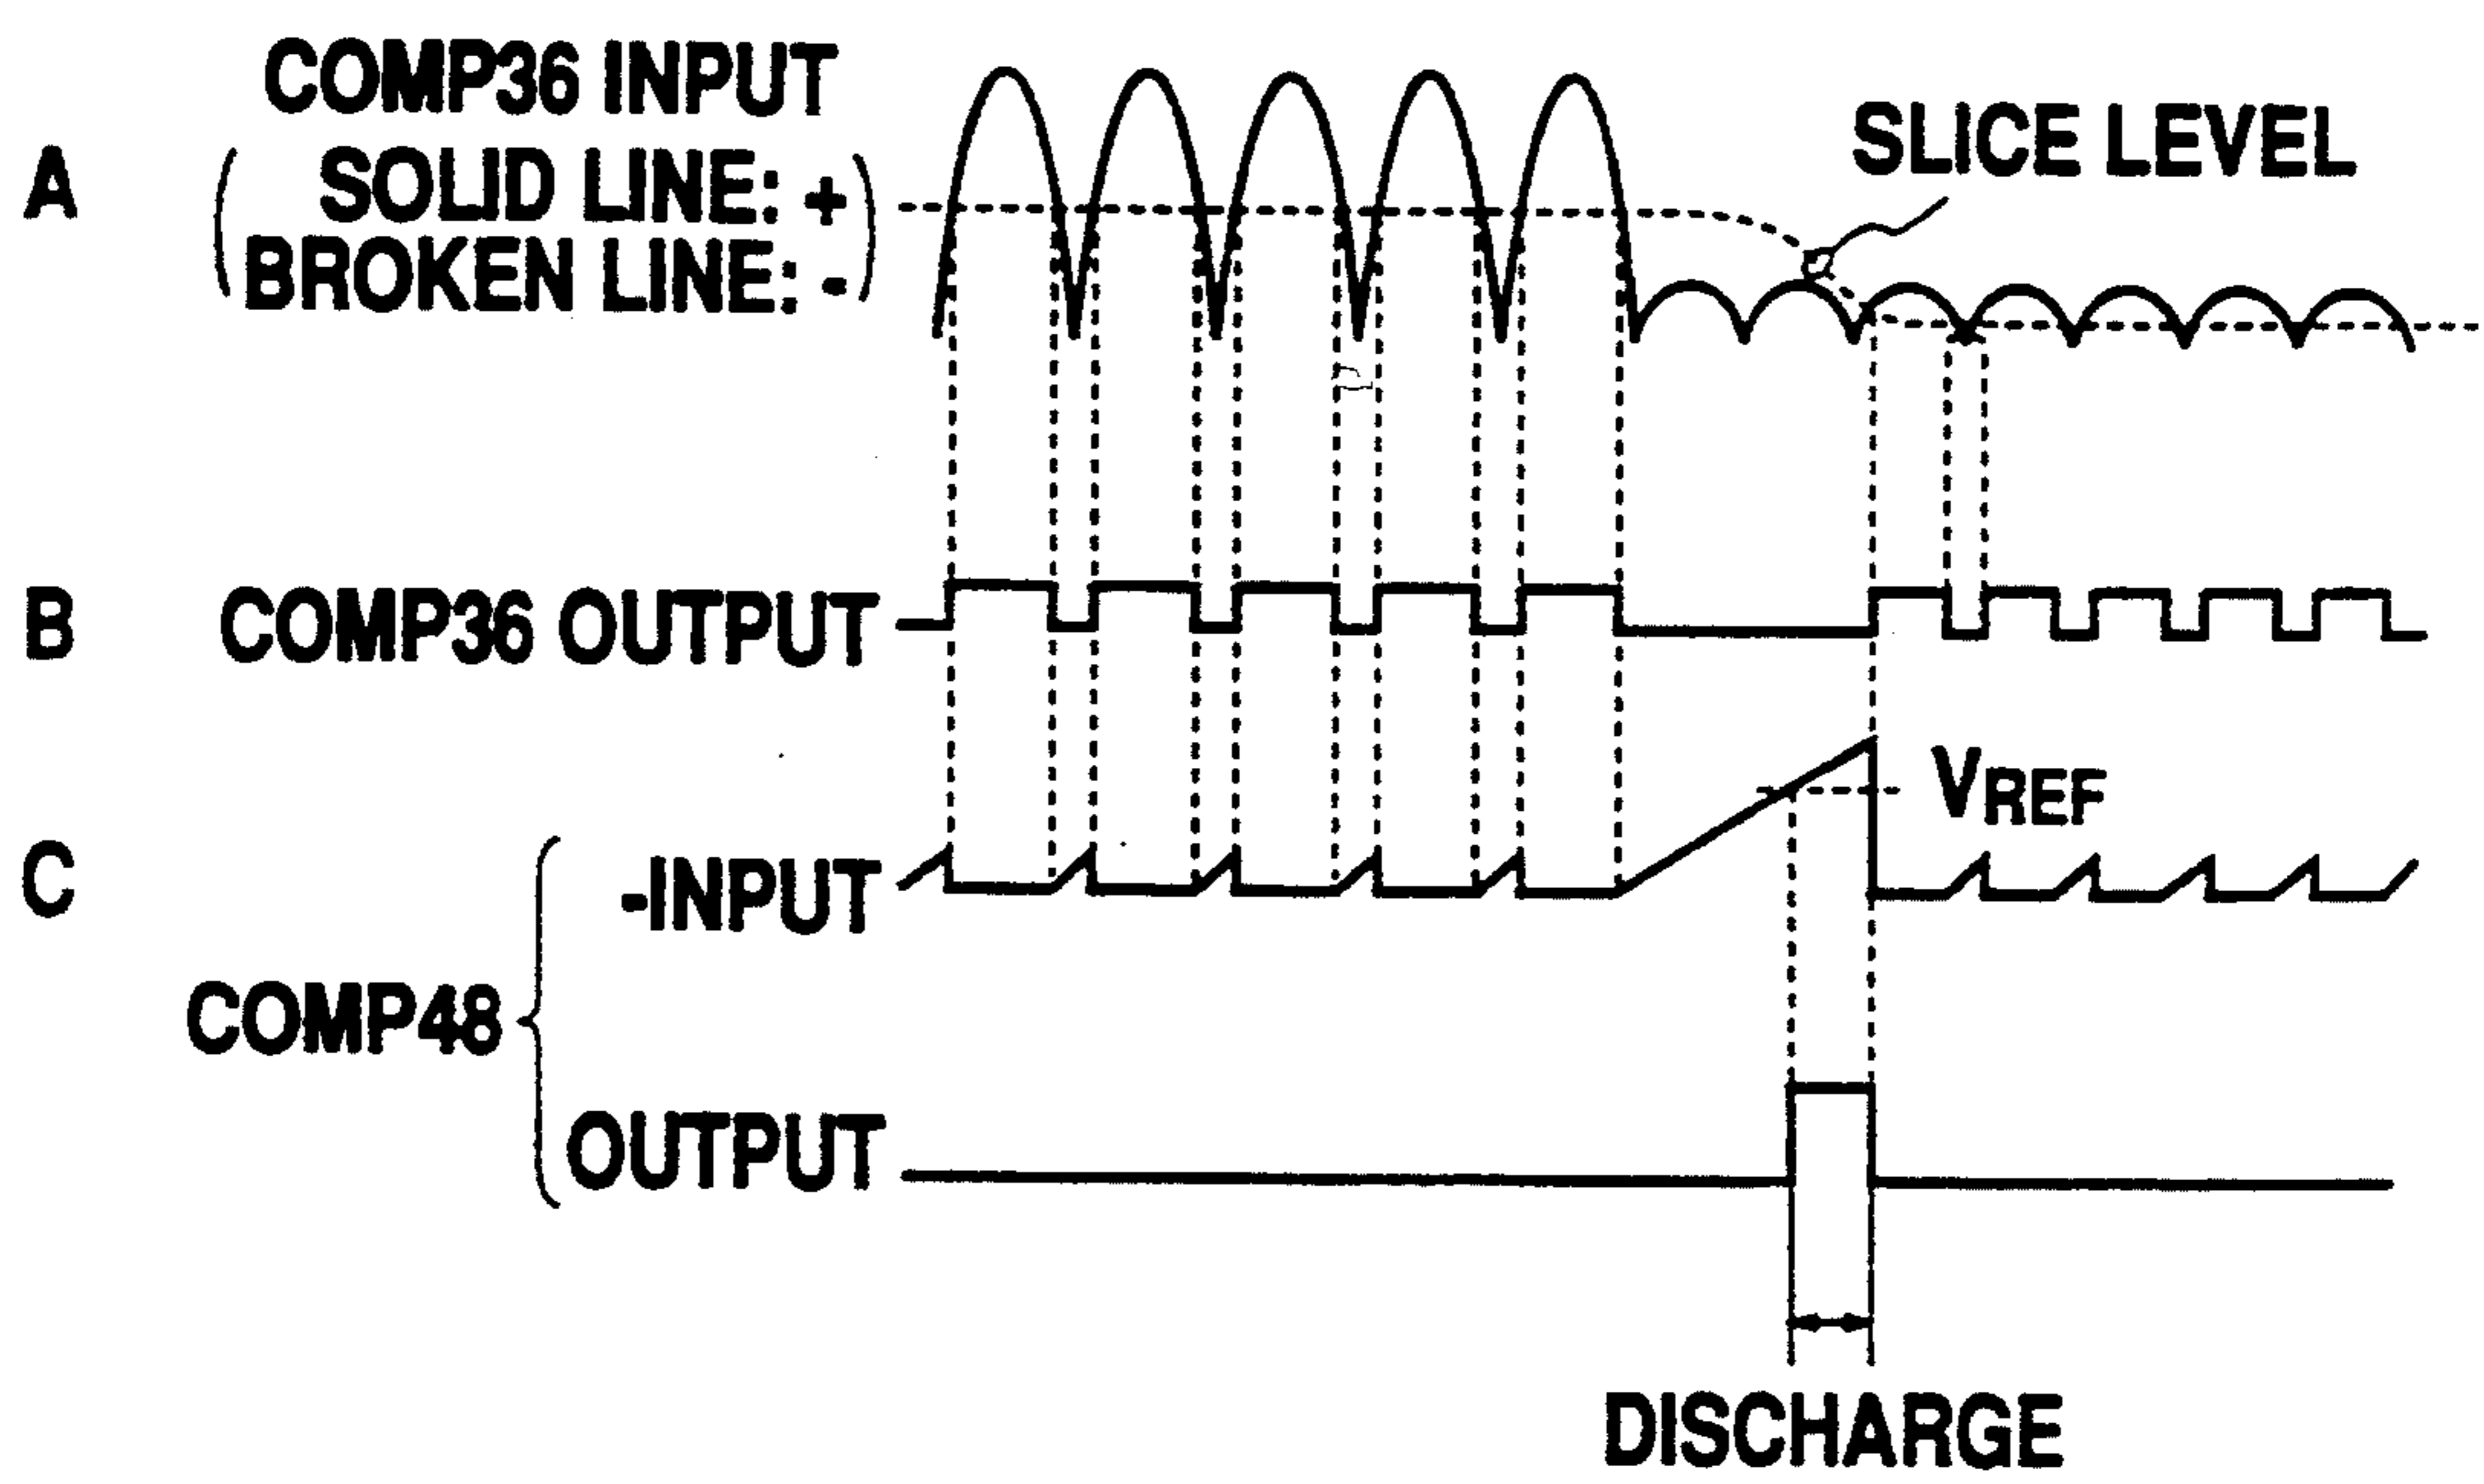 COMP36 INPUT
A
SOLID LINE: +
BROKEN LINE: -
SLICE LEVEL
B
COMP36 OUTPUT
VREF
C
-INPUT
COMP48
OUTPUT
DISCHARGE